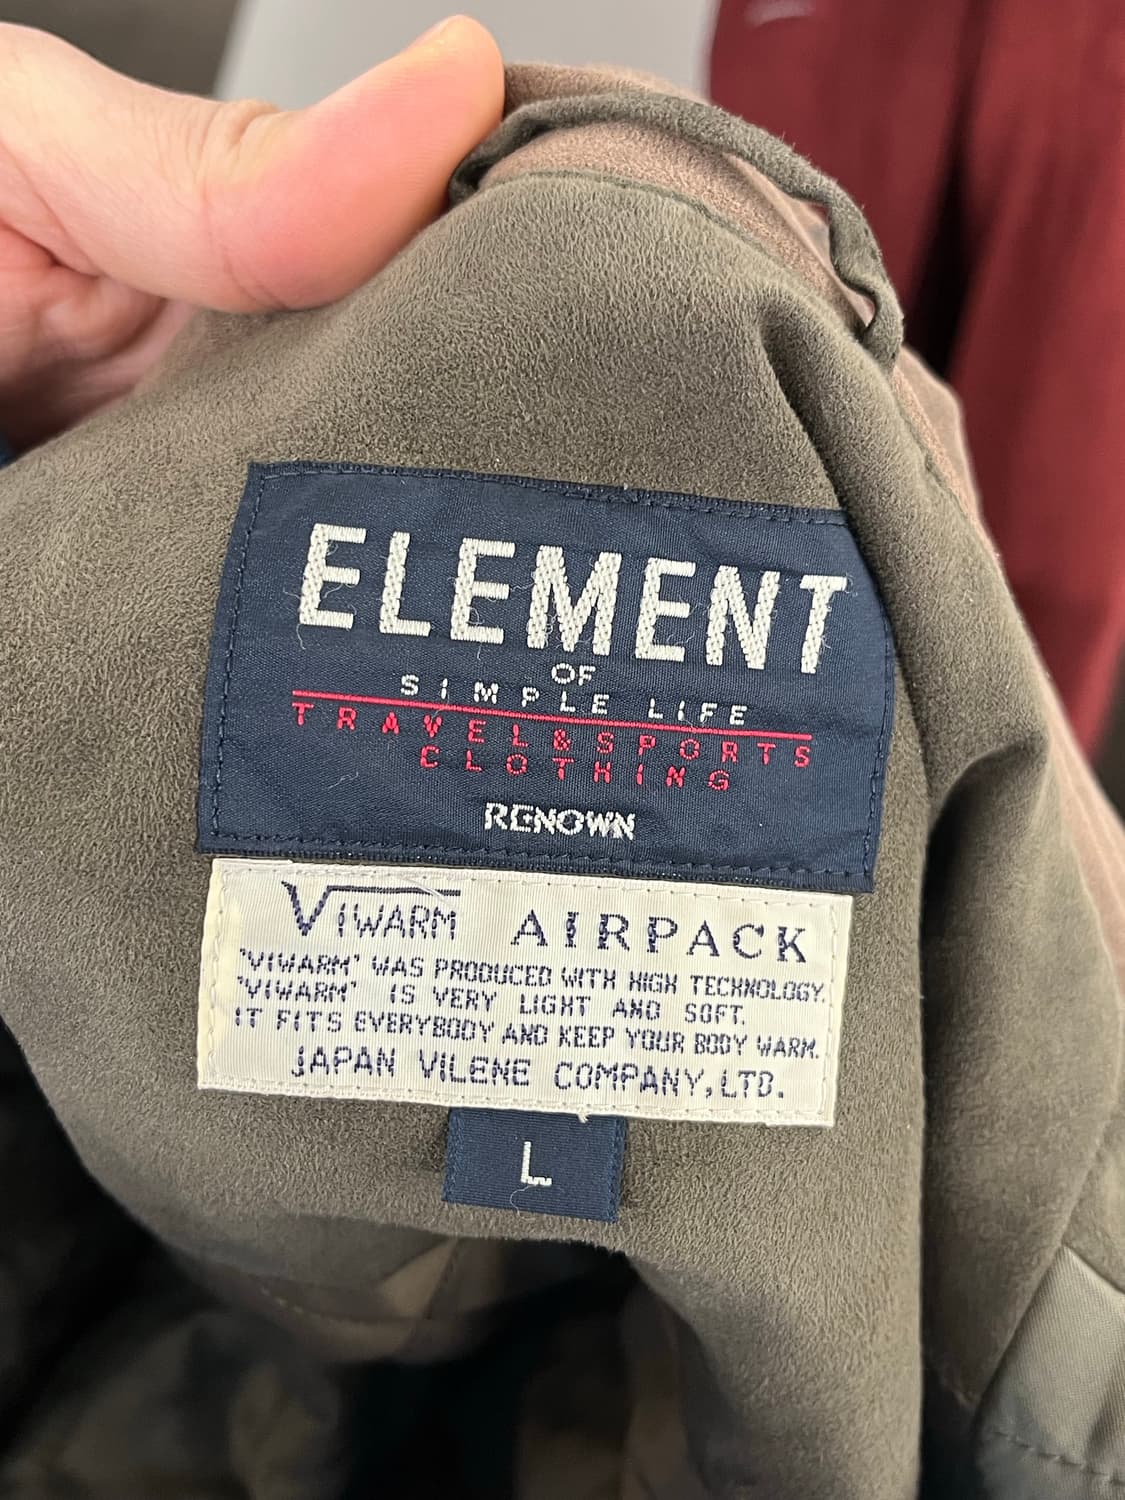 ELEMENT
OF
SIMPLE LIFE
TRAVEL&SPORTS
CLOTHING
RENOWN
VIWARM AIRPACK
"VIWARM" WAS PRODUCED WITH HIGH TECHNOLOGY.
"VIWARM" IS VERY LIGHT AND SOFT.
IT FITS EVERYBODY AND KEEP YOUR BODY WARM.
JAPAN VILENE COMPANY,LTD.
L